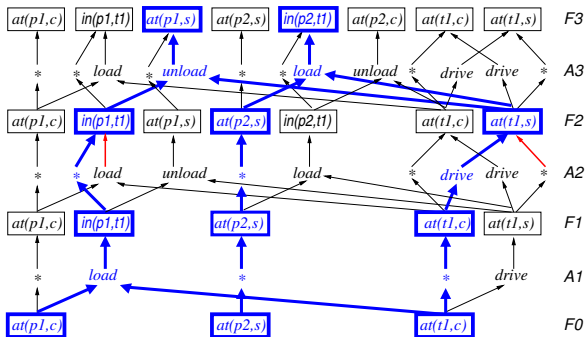 at(p1,c) in(p1,t1) at(p1,s) at(p2,s) in(p2,t1) at(p2,c) at(t1,c) at(t1,s) F3
* * load * unload * load * unload * drive drive * A3
at(p1,c) in(p1,t1) at(p1,s) at(p2,s) in(p2,t1) at(t1,c) at(t1,s) F2
* * load unload * load * drive * A2
at(p1,c) in(p1,t1) at(p2,s) at(t1,c) at(t1,s) F1
* load * * drive A1
at(p1,c) at(p2,s) at(t1,c) F0